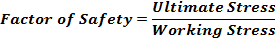 Factor of Safety = Ultimate Stress / Working Stress